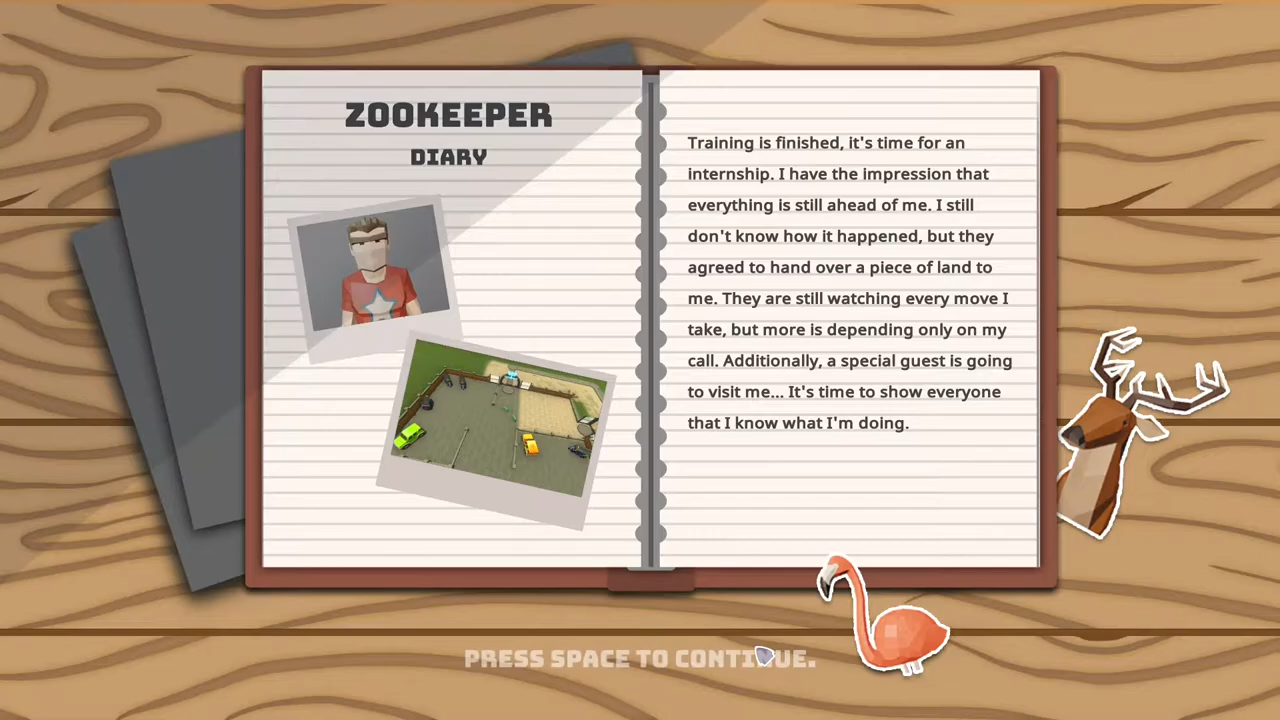 ZOOKEEPER
DIARY
Training is finished, it's time for an
internship. I have the impression that
everything is still ahead of me. I still
don't know how it happened, but they
agreed to hand over a piece of land to
me. They are still watching every move I
take, but more is depending only on my
call. Additionally, a special guest is going
to visit me... It's time to show everyone
that I know what I'm doing.
PRESS SPACE TO CONTINUE.